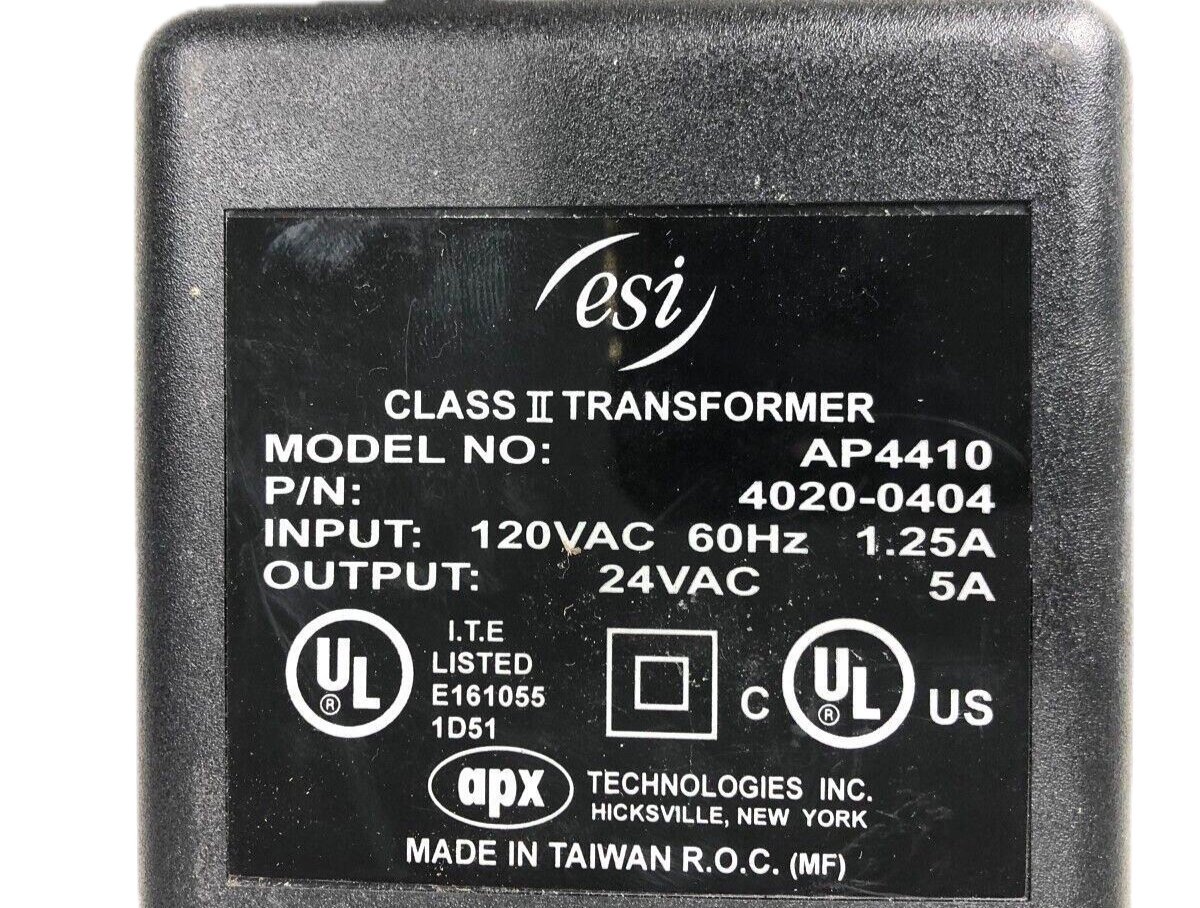 esi
CLASS II TRANSFORMER
MODEL NO: AP4410
P/N: 4020-0404
INPUT: 120VAC 60Hz 1.25A
OUTPUT: 24VAC 5A
UL ®
I.T.E
LISTED
E161055
1D51
C UL ® US
apx TECHNOLOGIES INC.
HICKSVILLE, NEW YORK
MADE IN TAIWAN R.O.C. (MF)